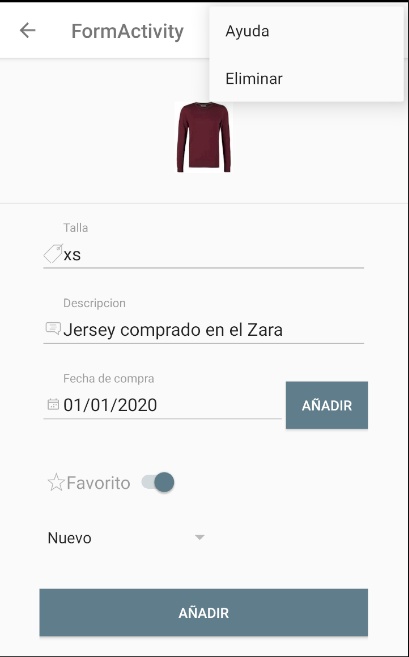 FormActivity
Ayuda
Eliminar
Talla
xs
Descripcion
Jersey comprado en el Zara
Fecha de compra
01/01/2020
AÑADIR
Favorito
Nuevo
AÑADIR